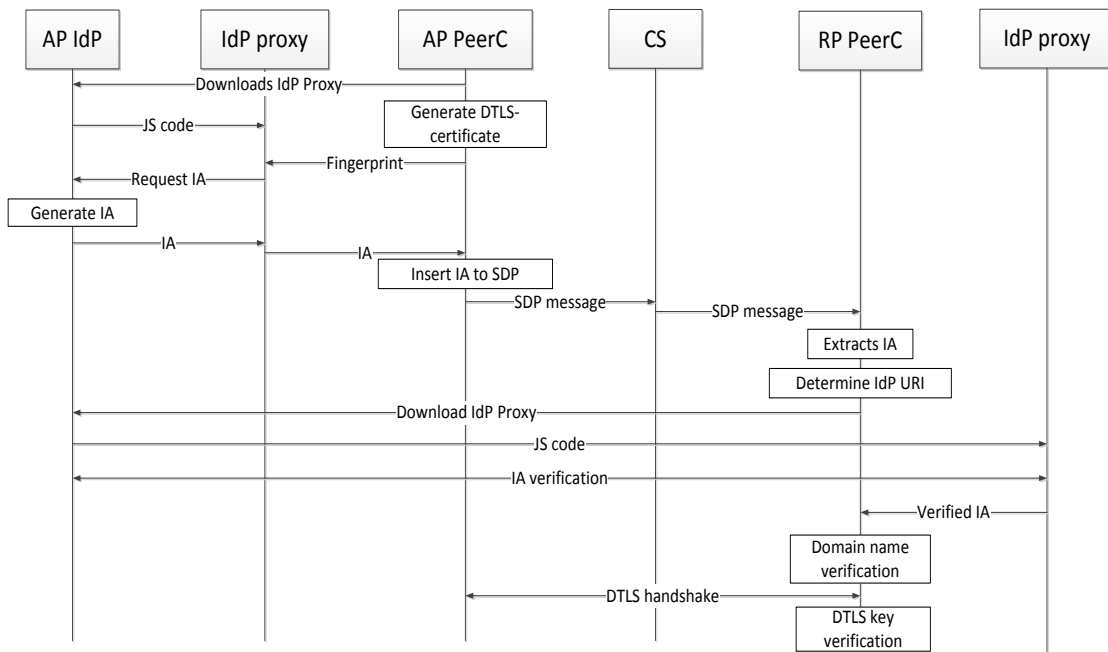 AP IdP
IdP proxy
AP PeerC
CS
RP PeerC
IdP proxy
Downloads IdP Proxy
Generate DTLS-
certificate
JS code
Fingerprint
Request IA
Generate IA
IA
IA
Insert IA to SDP
SDP message
SDP message
Extracts IA
Determine IdP URI
Download IdP Proxy
JS code
IA verification
Verified IA
Domain name
verification
DTLS handshake
DTLS key
verification